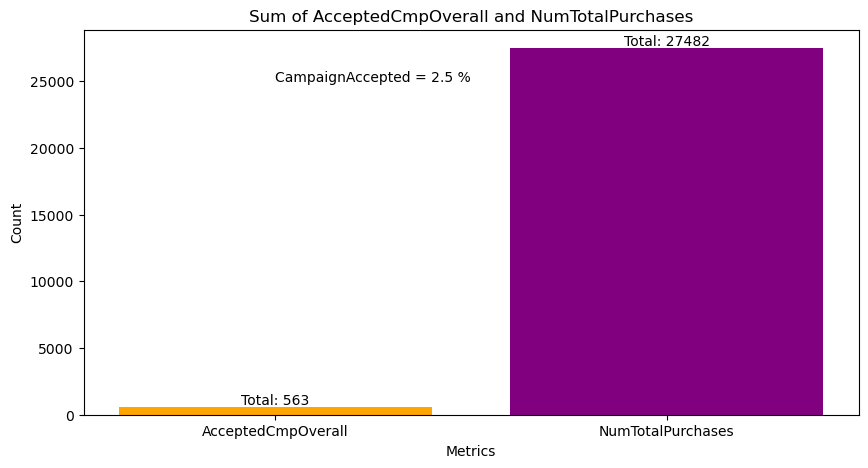 Sum of AcceptedCmpOverall and NumTotalPurchases
Total: 27482
CampaignAccepted = 2.5 %
25000
20000
15000
10000
5000
0
Count
Total: 563
AcceptedCmpOverall
NumTotalPurchases
Metrics